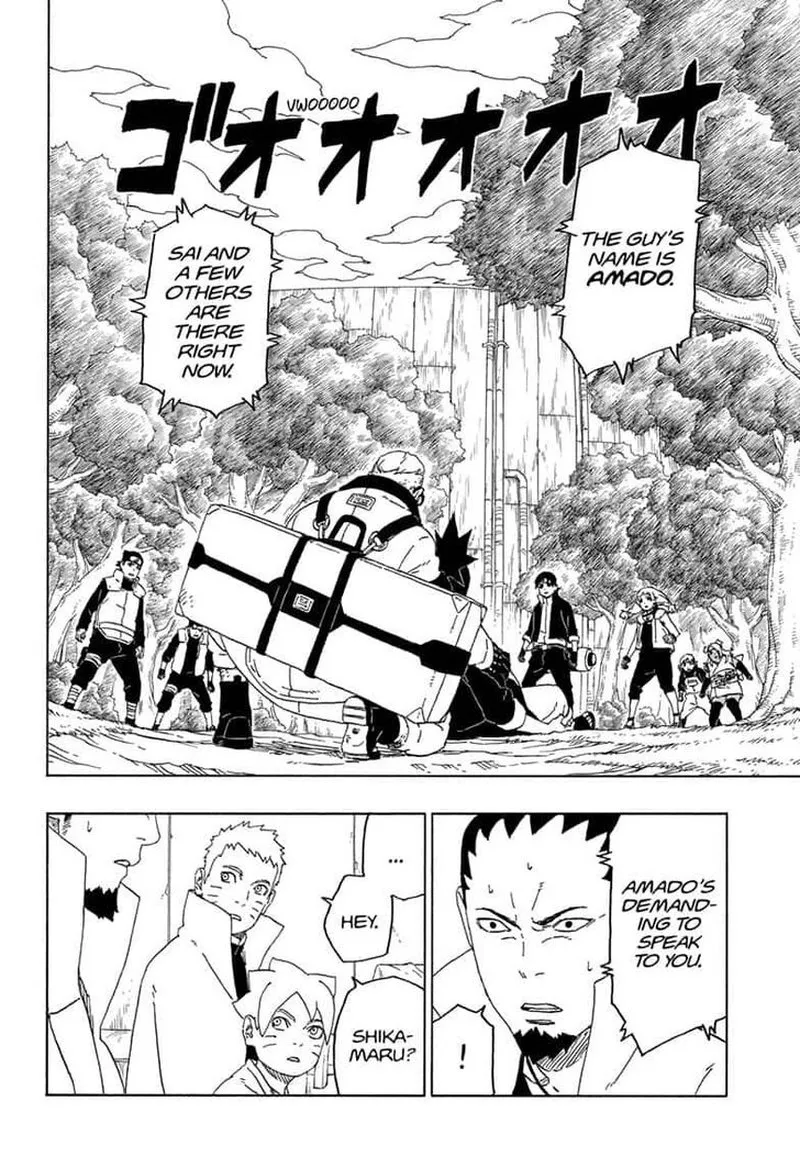 ゴオオオオオ
VWOOOOO
THE GUY'S
NAME IS
AMADO.
SAI AND
A FEW
OTHERS
ARE
THERE
RIGHT
NOW.
AMADO'S
DEMAND-
ING TO
SPEAK
TO YOU.
!
...
HEY.
SHIKA-
MARU?